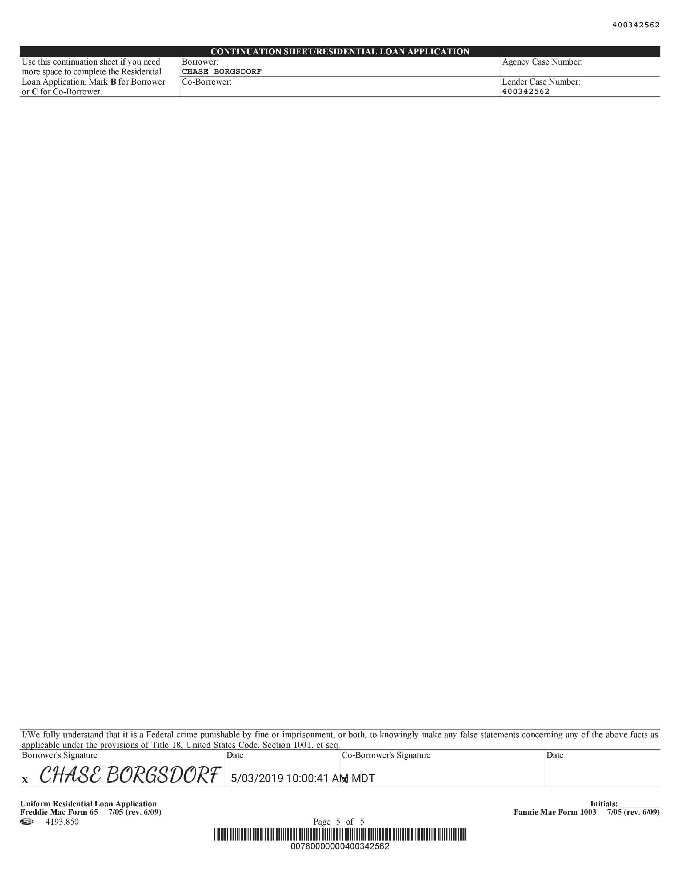 400342562
CONTINUATION SHEET/RESIDENTIAL LOAN APPLICATION
Use this continuation sheet if you need more space to complete the Residential Loan Application. Mark B for Borrower or C for Co-Borrower.
Borrower:
CHASE BORGSDORF
Agency Case Number:
Co-Borrower:
Lender Case Number:
400342562
I/We fully understand that it is a Federal crime punishable by fine or imprisonment, or both, to knowingly make any false statements concerning any of the above facts as
applicable under the provisions of Title 18, United States Code, Section 1001, et seq.
Borrower's Signature Date Co-Borrower's Signature Date
x CHASE BORGSDORF 5/03/2019 10:00:41 AM MDT
Uniform Residential Loan Application Initials:
Freddie Mac Form 65 7/05 (rev. 6/09) Fannie Mae Form 1003 7/05 (rev. 6/09)
4193.850 Page 5 of 5